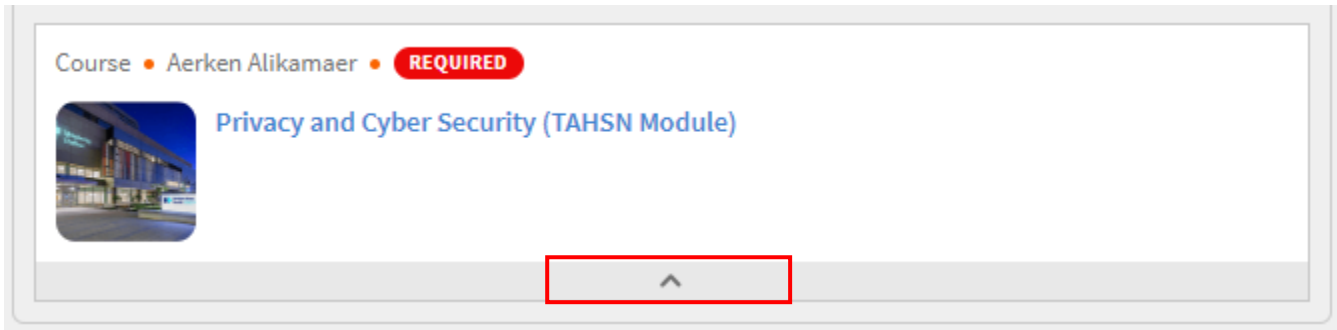 Course • Aerken Alikamaer • REQUIRED
Privacy and Cyber Security (TAHSN Module)